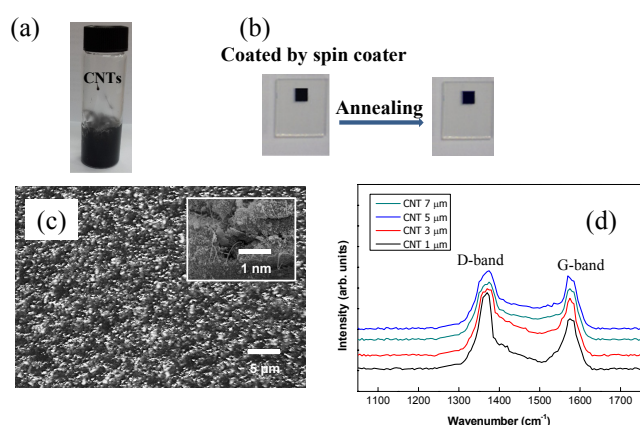 (a)
CNTs
(b)
Coated by spin coater
Annealing
(c)
1 nm
5 μm
(d)
CNT 7 μm
CNT 5 μm
CNT 3 μm
CNT 1 μm
D-band
G-band
Intensity (arb. units)
1100 1200 1300 1400 1500 1600 1700
Wavenumber (cm⁻¹)